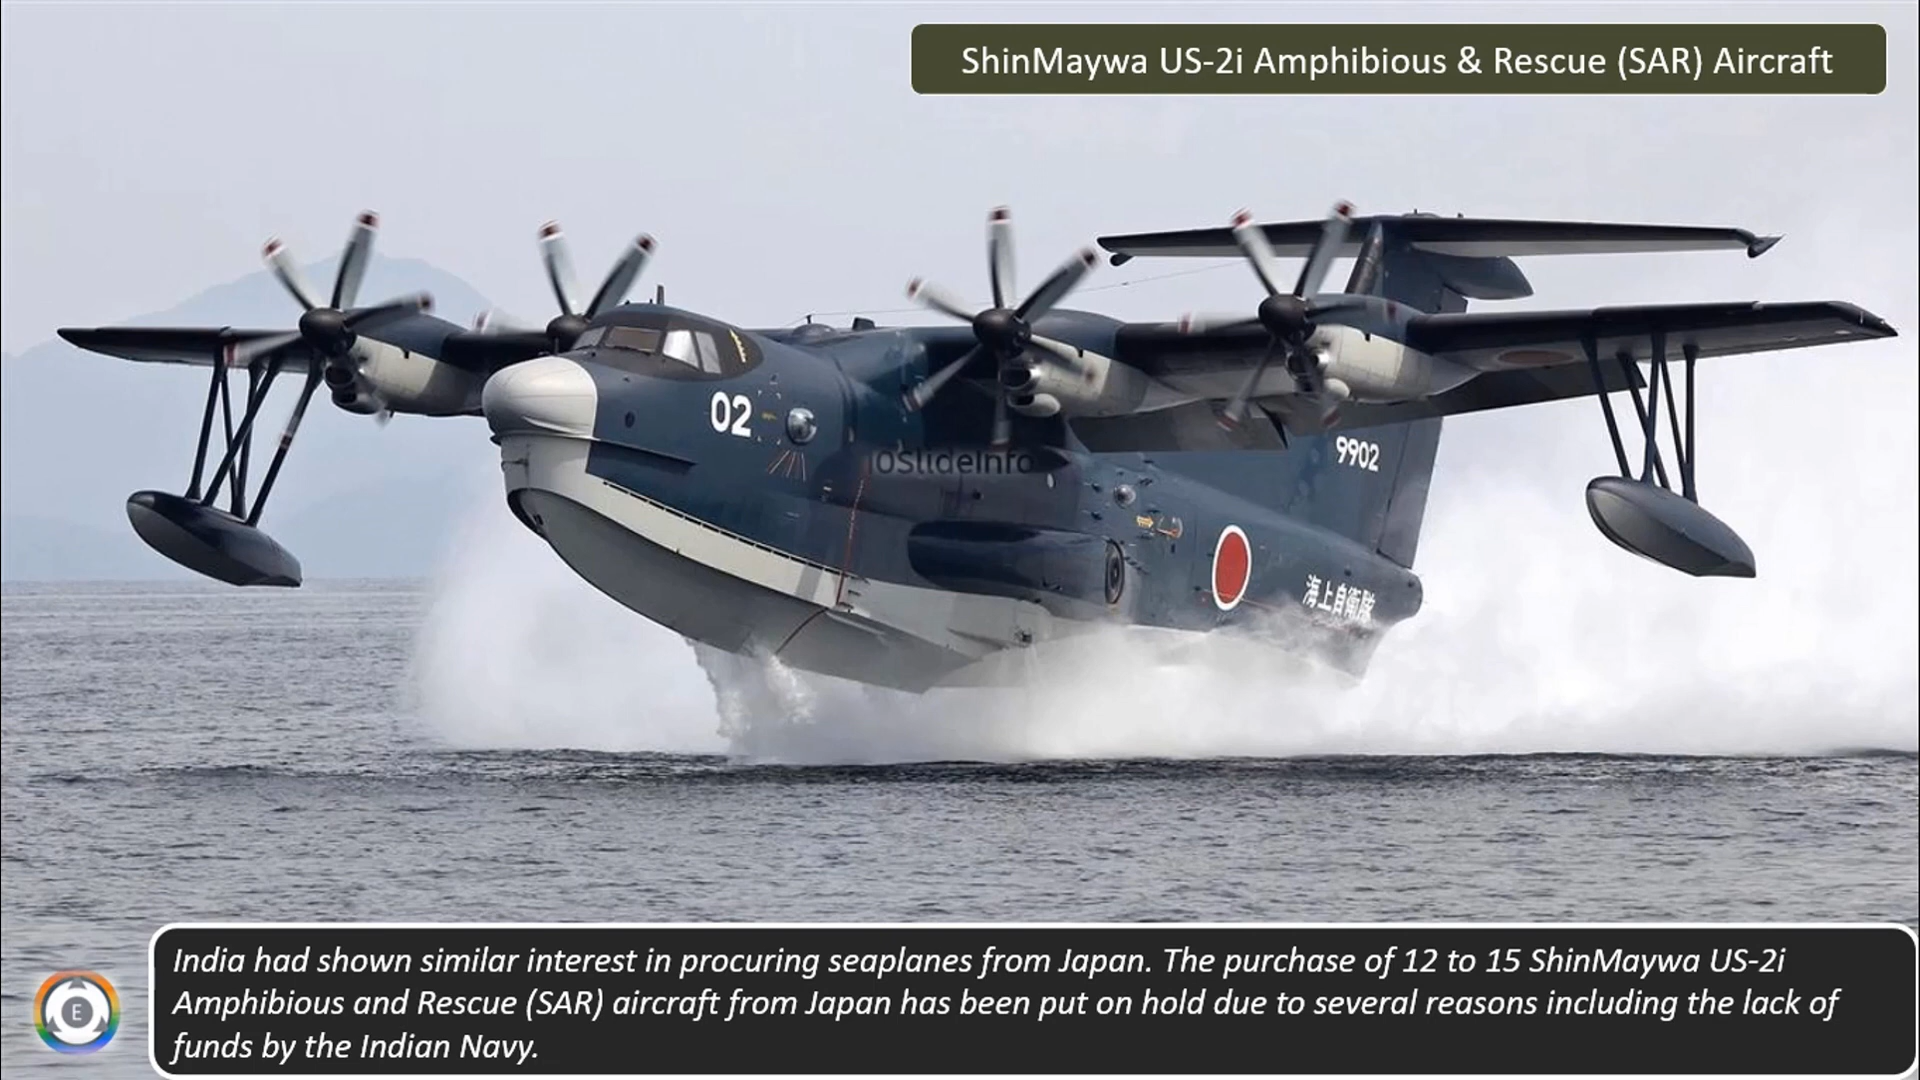 ShinMaywa US-2i Amphibious & Rescue (SAR) Aircraft
02
9902
10SlideInfo
海上自衛隊
India had shown similar interest in procuring seaplanes from Japan. The purchase of 12 to 15 ShinMaywa US-2i
Amphibious and Rescue (SAR) aircraft from Japan has been put on hold due to several reasons including the lack of
funds by the Indian Navy.
E